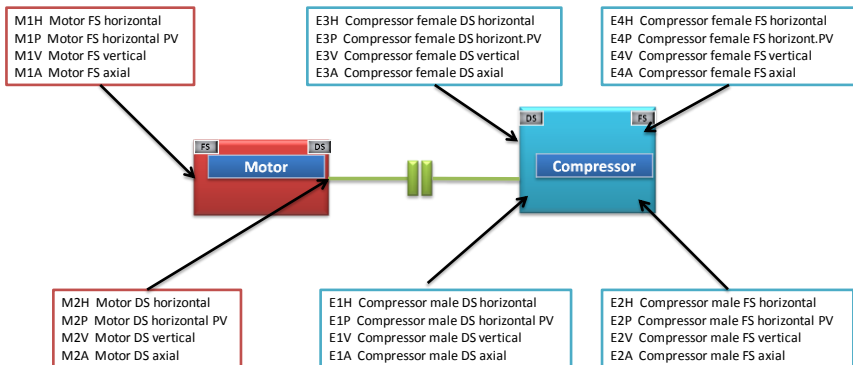 M1H Motor FS horizontal
M1P Motor FS horizontal PV
M1V Motor FS vertical
M1A Motor FS axial
E3H Compressor female DS horizontal
E3P Compressor female DS horizont.PV
E3V Compressor female DS vertical
E3A Compressor female DS axial
E4H Compressor female FS horizontal
E4P Compressor female FS horizont.PV
E4V Compressor female FS vertical
E4A Compressor female FS axial
FS
DS
Motor
DS
FS
Compressor
M2H Motor DS horizontal
M2P Motor DS horizontal PV
M2V Motor DS vertical
M2A Motor DS axial
E1H Compressor male DS horizontal
E1P Compressor male DS horizontal PV
E1V Compressor male DS vertical
E1A Compressor male DS axial
E2H Compressor male FS horizontal
E2P Compressor male FS horizontal PV
E2V Compressor male FS vertical
E2A Compressor male FS axial